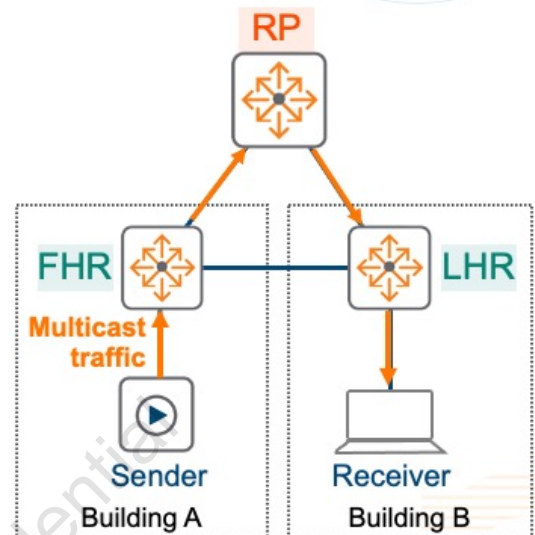 RP
FHR
LHR
Multicast
traffic
Sender
Receiver
Building A
Building B